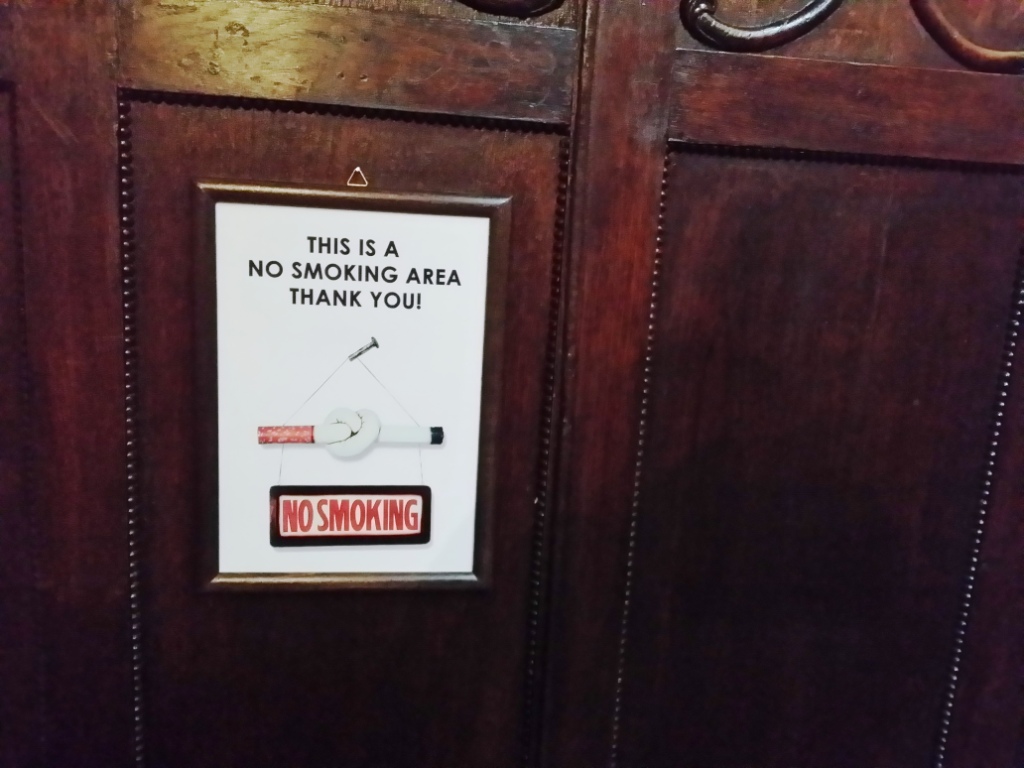 THIS IS A
NO SMOKING AREA
THANK YOU!
NO SMOKING